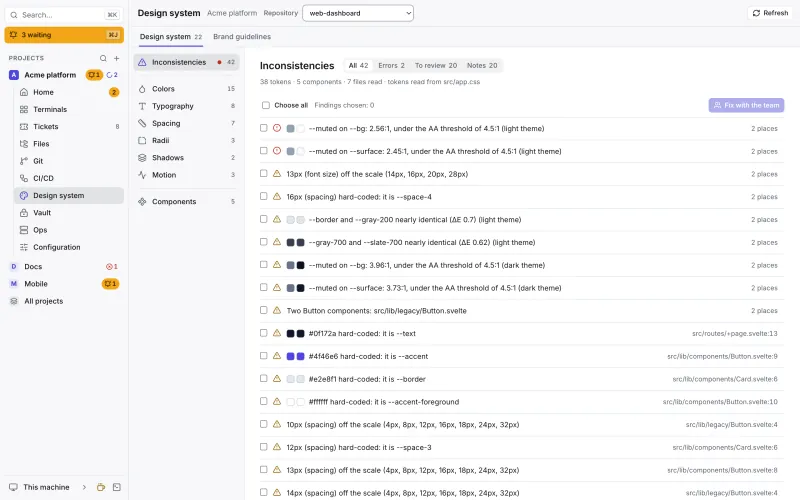 Search...
⌘K
3 waiting
⌘J
PROJECTS
A Acme platform 1 2
Home 2
Terminals
Tickets 8
Files
Git
CI/CD
Design system
Vault
Ops
Configuration
D Docs 1
M Mobile 1
All projects
This machine
Design system Acme platform Repository web-dashboard
Refresh
Design system 22
Brand guidelines
Inconsistencies 42
Colors 15
Typography 8
Spacing 7
Radii 3
Shadows 2
Motion 3
Components 5
Inconsistencies All 42 Errors 2 To review 20 Notes 20
38 tokens · 5 components · 7 files read · tokens read from src/app.css
Choose all Findings chosen: 0 Fix with the team
--muted on --bg: 2.56:1, under the AA threshold of 4.5:1 (light theme) 2 places
--muted on --surface: 2.45:1, under the AA threshold of 4.5:1 (light theme) 2 places
13px (font size) off the scale (14px, 16px, 20px, 28px) 2 places
16px (spacing) hard-coded: it is --space-4 2 places
--border and --gray-200 nearly identical (ΔE 0.7) (light theme) 2 places
--gray-700 and --slate-700 nearly identical (ΔE 0.62) (light theme) 2 places
--muted on --bg: 3.96:1, under the AA threshold of 4.5:1 (dark theme) 2 places
--muted on --surface: 3.73:1, under the AA threshold of 4.5:1 (dark theme) 2 places
Two Button components: src/lib/legacy/Button.svelte 2 places
#0f172a hard-coded: it is --text src/routes/+page.svelte:13
#4f46e6 hard-coded: it is --accent src/lib/components/Button.svelte:9
#e2e8f1 hard-coded: it is --border src/lib/components/Card.svelte:6
#ffffff hard-coded: it is --accent-foreground src/lib/components/Button.svelte:10
10px (spacing) off the scale (4px, 8px, 12px, 16px, 18px, 24px, 32px) src/lib/legacy/Button.svelte:4
12px (spacing) hard-coded: it is --space-3 src/lib/components/Card.svelte:6
13px (spacing) off the scale (4px, 8px, 12px, 16px, 18px, 24px, 32px) src/lib/components/Button.svelte:8
14px (spacing) off the scale (4px, 8px, 12px, 16px, 18px, 24px, 32px) src/lib/legacy/Button.svelte:4